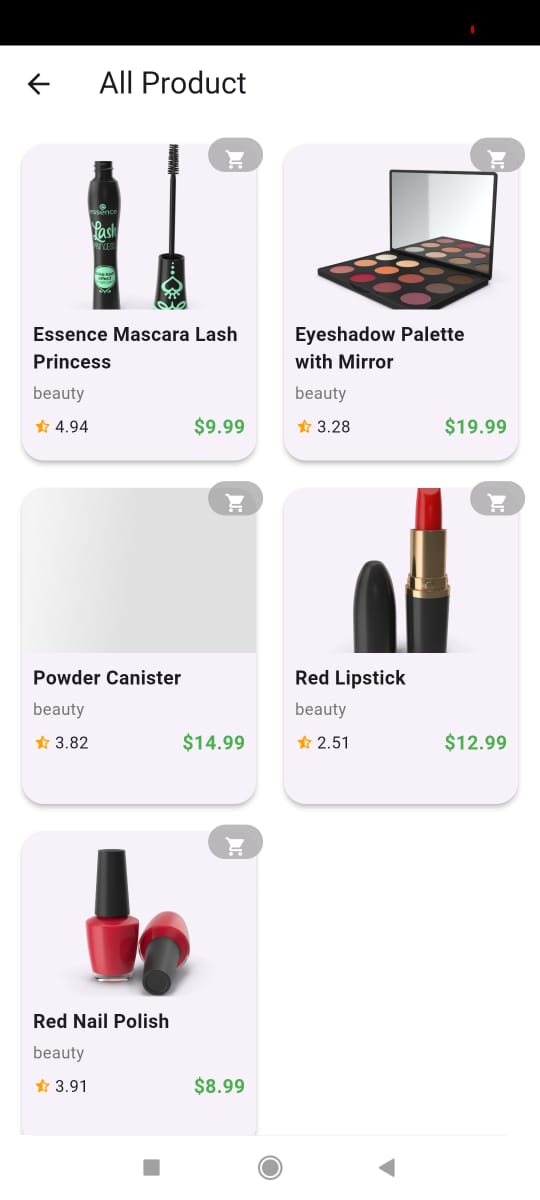 All Product
essence
Lash
PRINCESS
Essence Mascara Lash
Princess
beauty
4.94
$9.99
Eyeshadow Palette
with Mirror
beauty
3.28
$19.99
Powder Canister
beauty
3.82
$14.99
Red Lipstick
beauty
2.51
$12.99
Red Nail Polish
beauty
3.91
$8.99